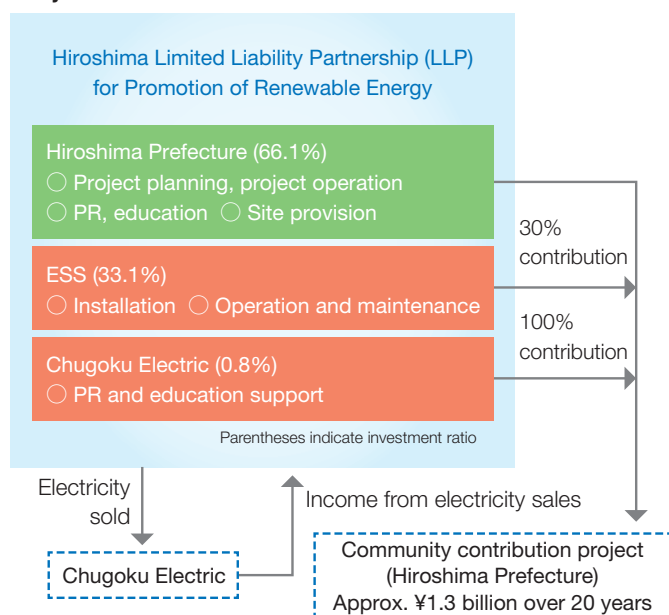 Hiroshima Limited Liability Partnership (LLP)
for Promotion of Renewable Energy
Hiroshima Prefecture (66.1%)
○ Project planning, project operation
○ PR, education ○ Site provision
30%
contribution
ESS (33.1%)
○ Installation ○ Operation and maintenance
100%
contribution
Chugoku Electric (0.8%)
○ PR and education support
Parentheses indicate investment ratio
Electricity
sold
Income from electricity sales
Chugoku Electric
Community contribution project
(Hiroshima Prefecture)
Approx. ¥1.3 billion over 20 years